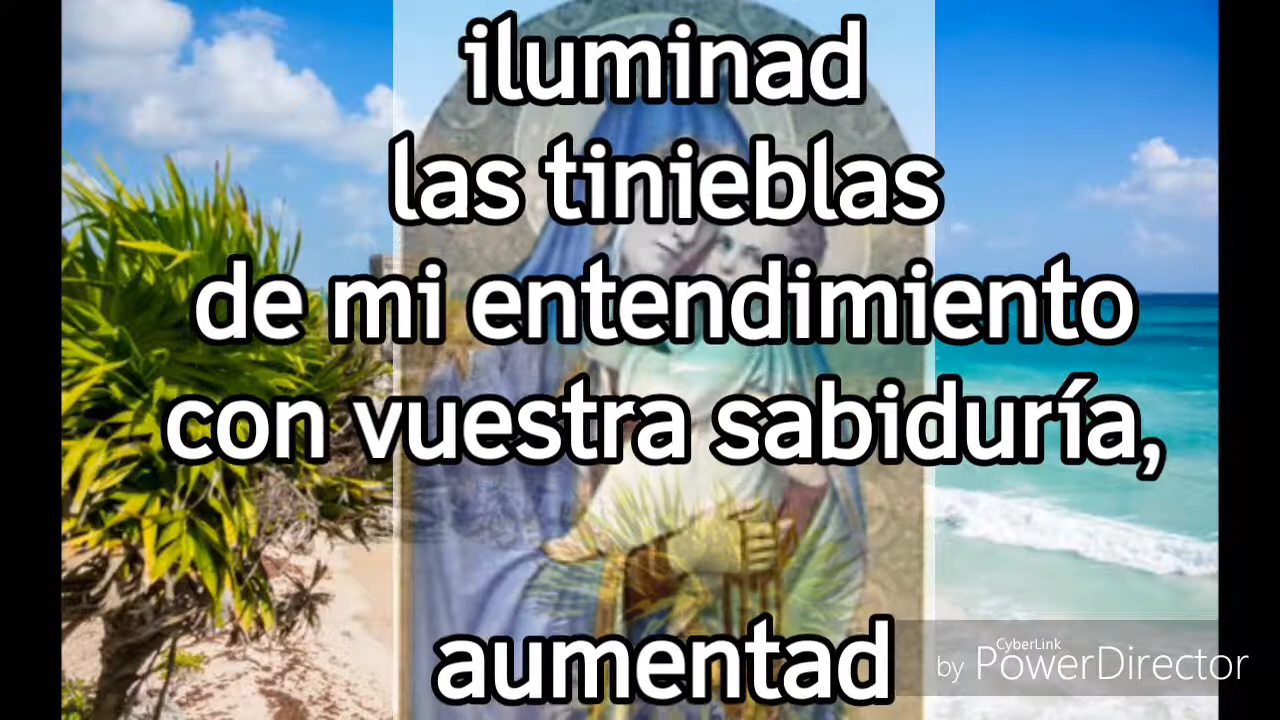 iluminad
las tinieblas
de mi entendimiento
con vuestra sabiduría,
aumentad
CyberLink
by PowerDirector